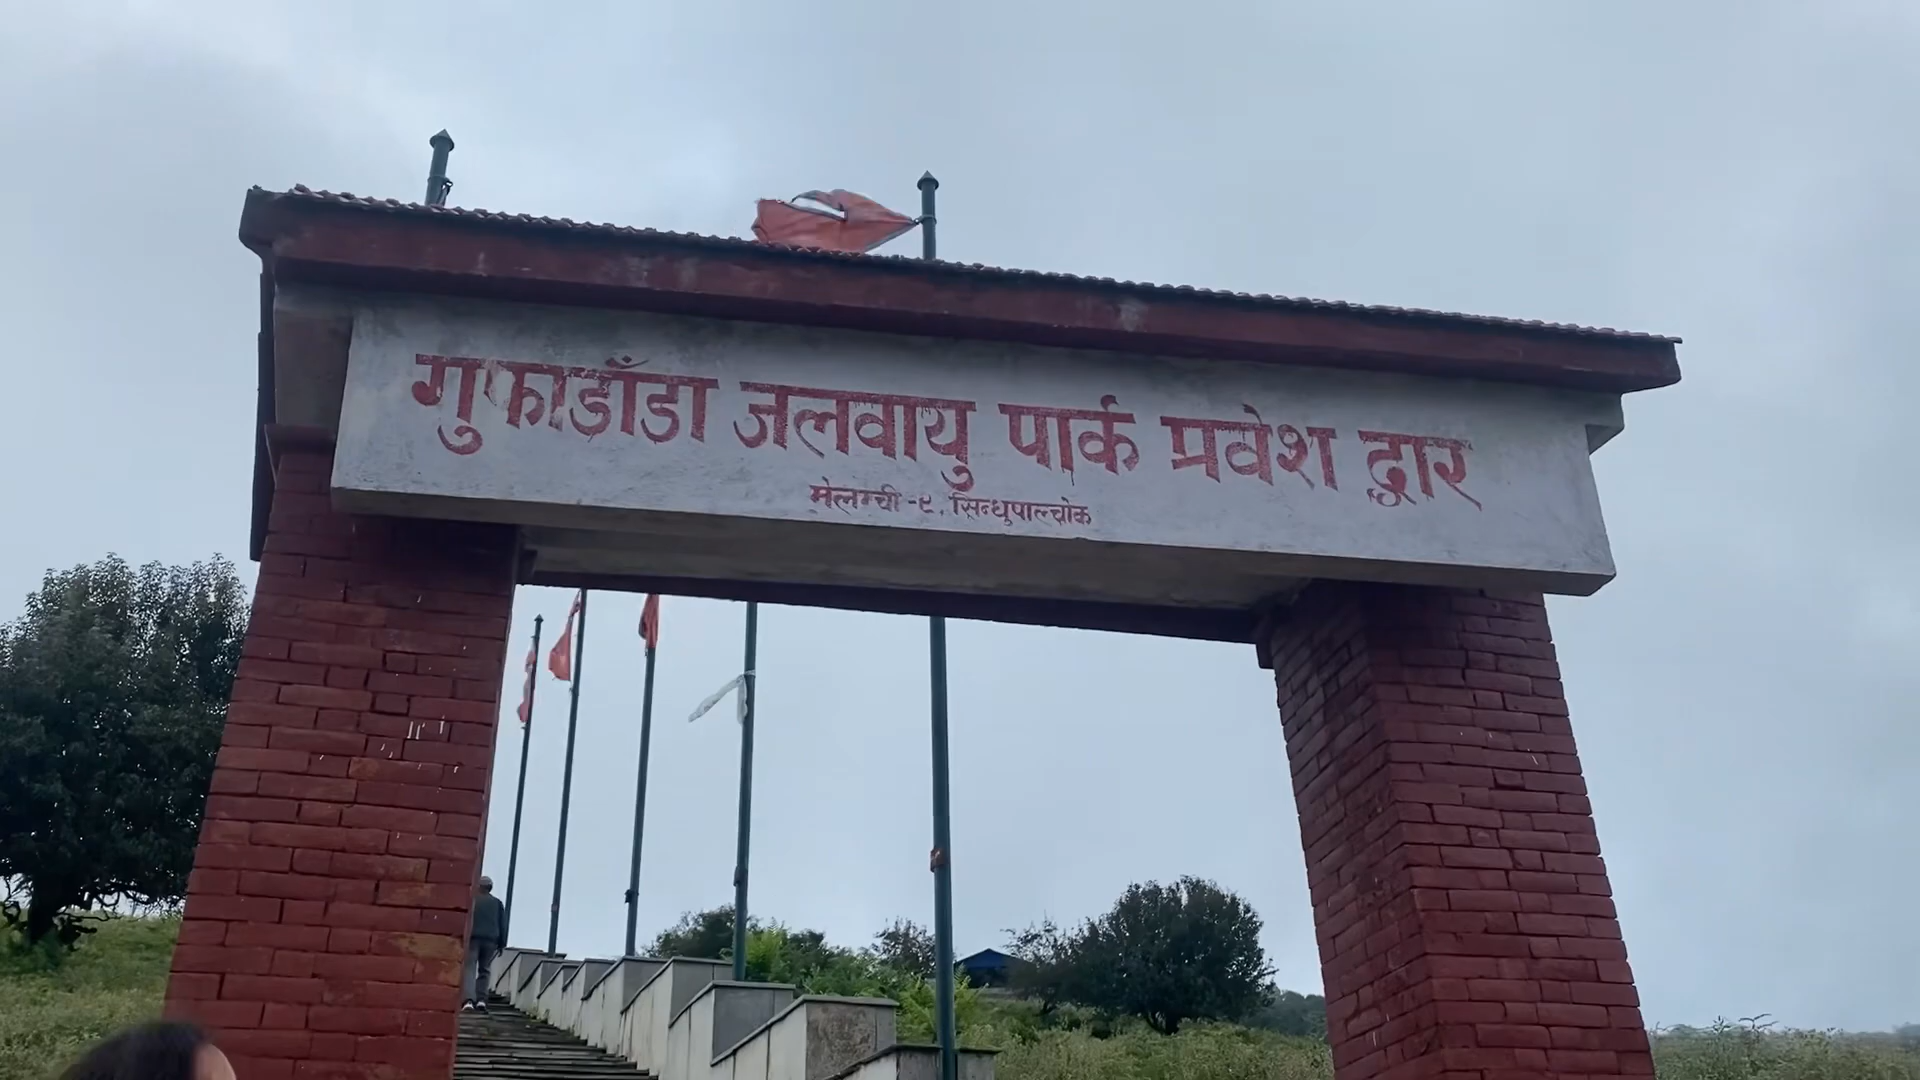 गुफाडाँडा जलवायु पार्क प्रवेश द्वार
मेलम्ची -९, सिन्धुपाल्चोक